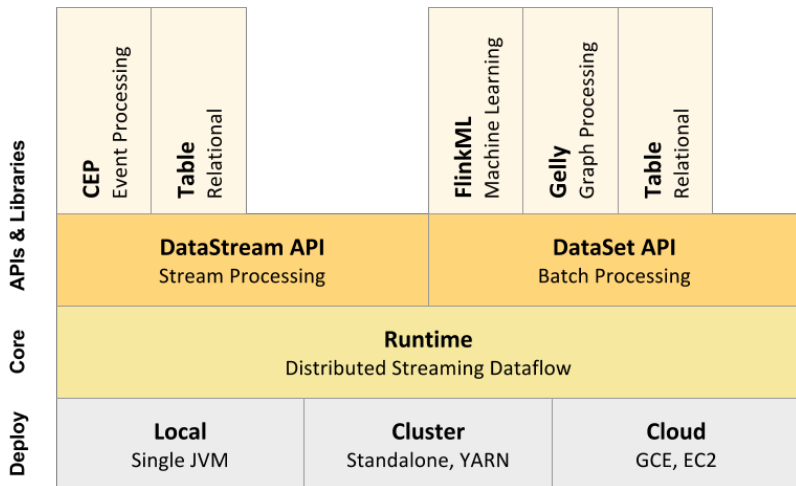 APIs & Libraries
CEP
Event Processing
Table
Relational
FlinkML
Machine Learning
Gelly
Graph Processing
Table
Relational
DataStream API
Stream Processing
DataSet API
Batch Processing
Core
Runtime
Distributed Streaming Dataflow
Deploy
Local
Single JVM
Cluster
Standalone, YARN
Cloud
GCE, EC2